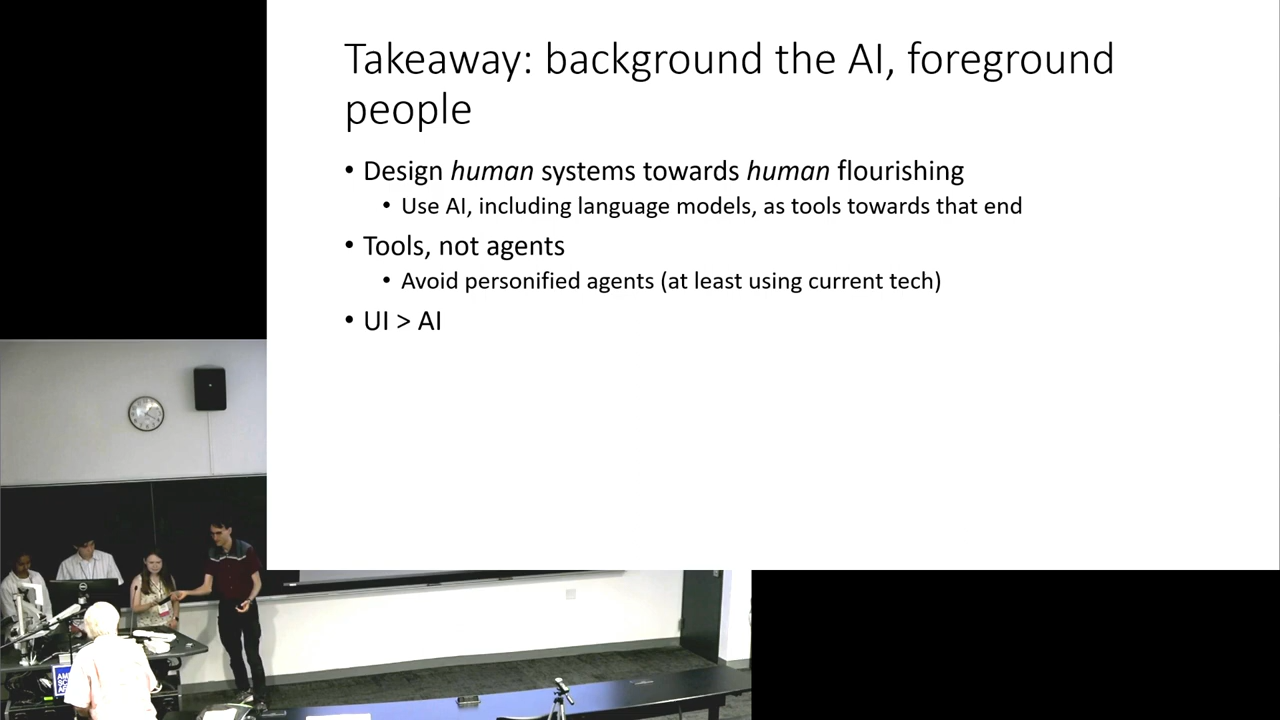 Takeaway: background the AI, foreground
people
• Design human systems towards human flourishing
• Use AI, including language models, as tools towards that end
• Tools, not agents
• Avoid personified agents (at least using current tech)
• UI > AI